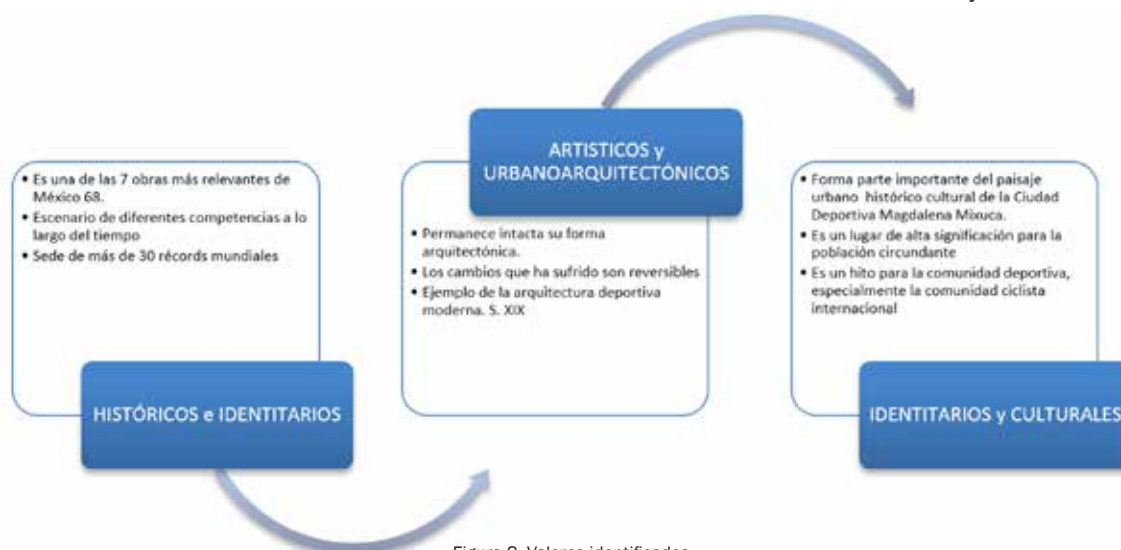 • Es una de las 7 obras más relevantes de
México 68.
• Escenario de diferentes competencias a lo
largo del tiempo
• Sede de más de 30 récords mundiales
HISTÓRICOS e IDENTITARIOS
ARTISTICOS y
URBANOARQUITECTÓNICOS
• Permanece intacta su forma
arquitectónica.
• Los cambios que ha sufrido son reversibles
• Ejemplo de la arquitectura deportiva
moderna. S. XIX
• Forma parte importante del paisaje
urbano histórico cultural de la Ciudad
Deportiva Magdalena Mixuca.
• Es un lugar de alta significación para la
población circundante
• Es un hito para la comunidad deportiva,
especialmente la comunidad ciclista
internacional
IDENTITARIOS y CULTURALES